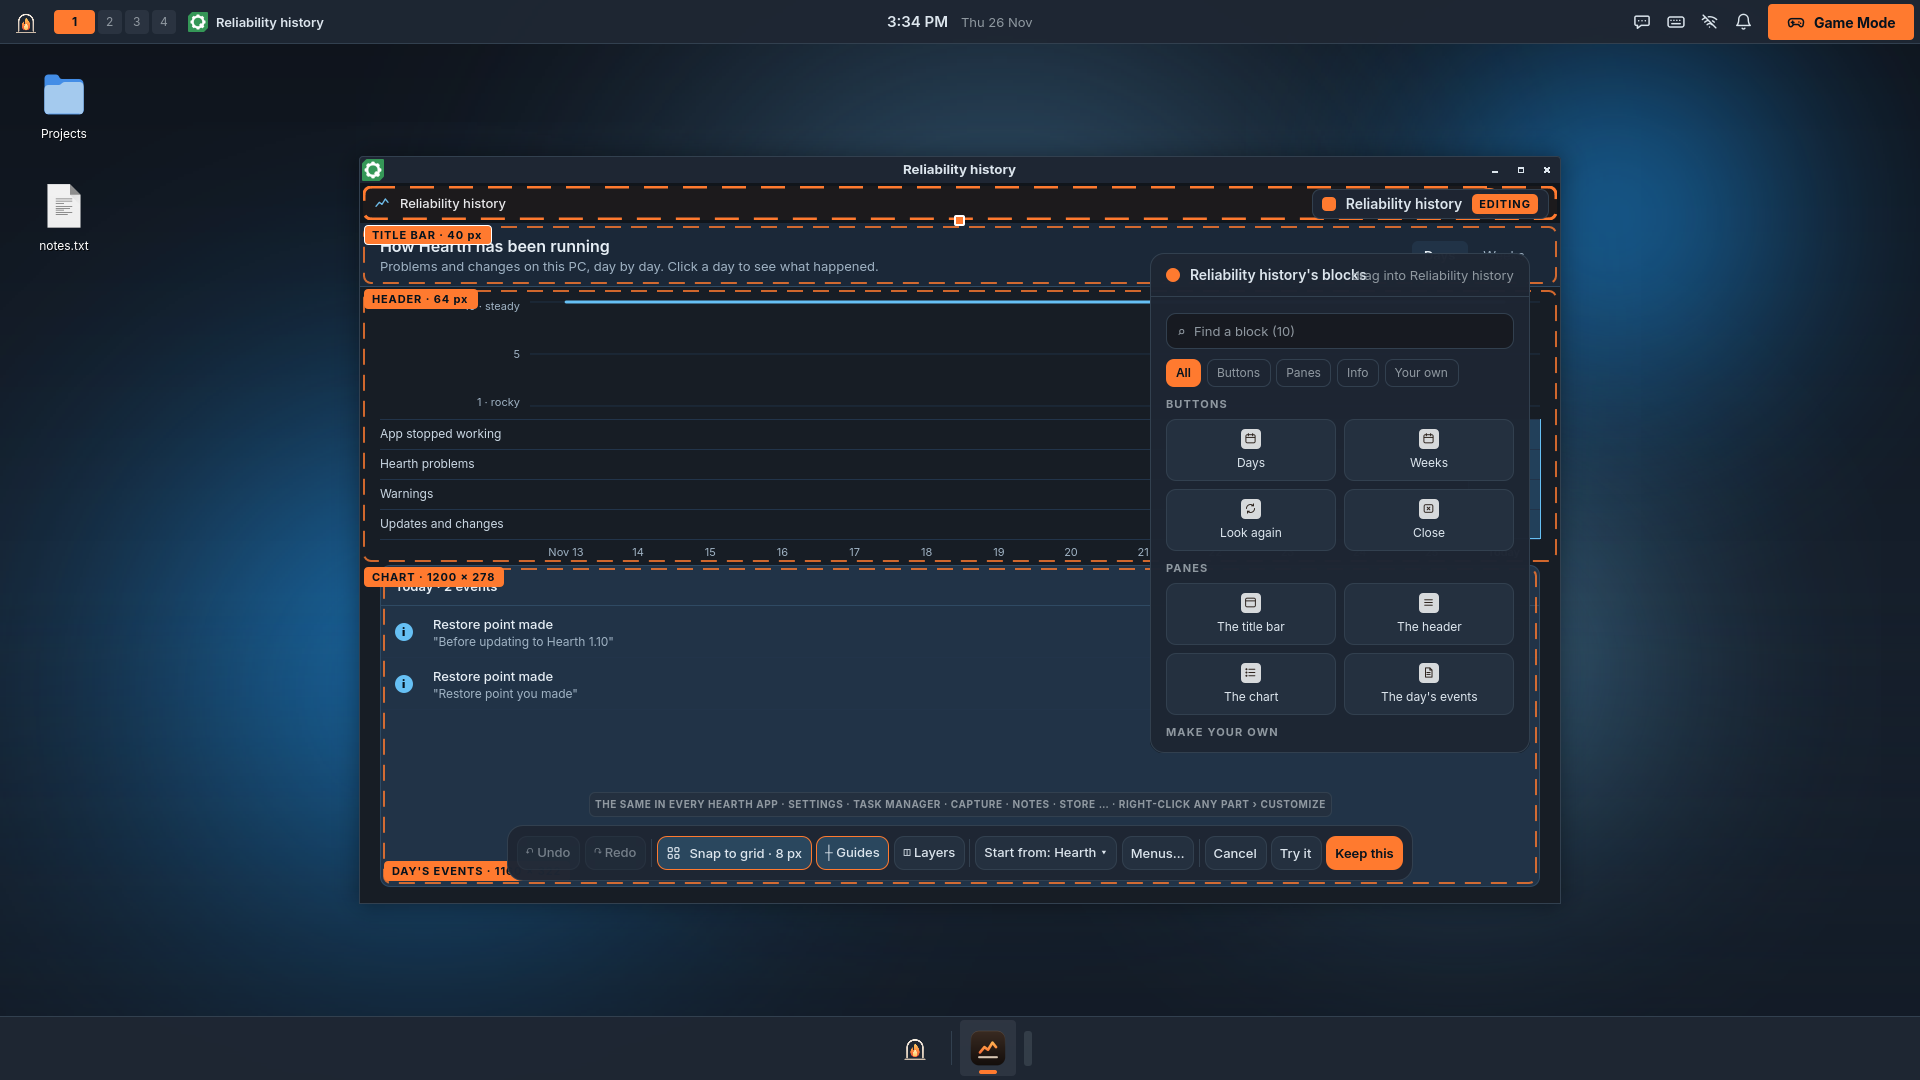 1 2 3 4 Reliability history
3:34 PM Thu 26 Nov
Game Mode
Projects
notes.txt
Reliability history
Reliability history
Reliability history EDITING
TITLE BAR · 40 px
How Hearth has been running
Problems and changes on this PC, day by day. Click a day to see what happened.
HEADER · 64 px
steady
5
1 · rocky
App stopped working
Hearth problems
Warnings
Updates and changes
Nov 13 14 15 16 17 18 19 20 21
CHART · 1200 × 278
Today · 2 events
Restore point made
"Before updating to Hearth 1.10"
Restore point made
"Restore point you made"
DAY'S EVENTS ·
Reliability history's blocks
into Reliability history
Find a block (10)
All Buttons Panes Info Your own
BUTTONS
Days Weeks
Look again Close
PANES
The title bar The header
The chart The day's events
MAKE YOUR OWN
THE SAME IN EVERY HEARTH APP · SETTINGS · TASK MANAGER · CAPTURE · NOTES · STORE ... · RIGHT-CLICK ANY PART › CUSTOMIZE
Undo Redo Snap to grid · 8 px Guides Layers Start from: Hearth Menus... Cancel Try it Keep this